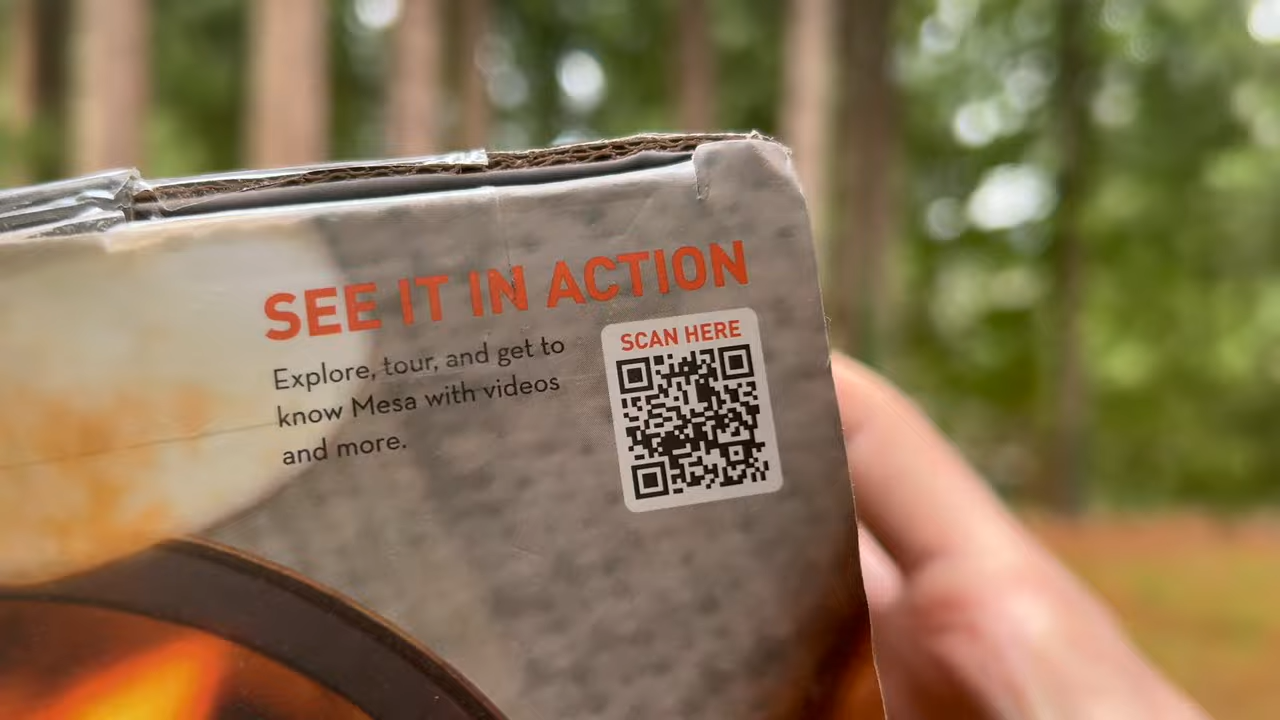 SEE IT IN ACTION
Explore, tour, and get to
know Mesa with videos
and more.
SCAN HERE